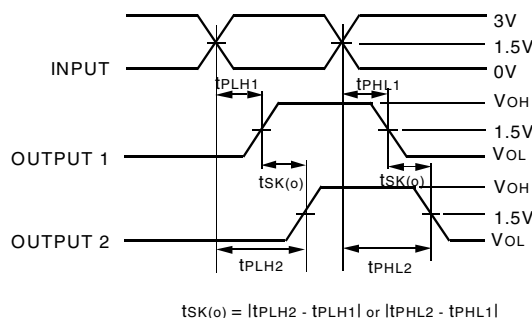 3V
1.5V
INPUT
0V
tPLH1
tPHL1
VOH
1.5V
OUTPUT 1
VOL
tSK(o)
tSK(o)
VOH
1.5V
OUTPUT 2
VOL
tPLH2
tPHL2
tSK(o) = |tPLH2 - tPLH1| or |tPHL2 - tPHL1|